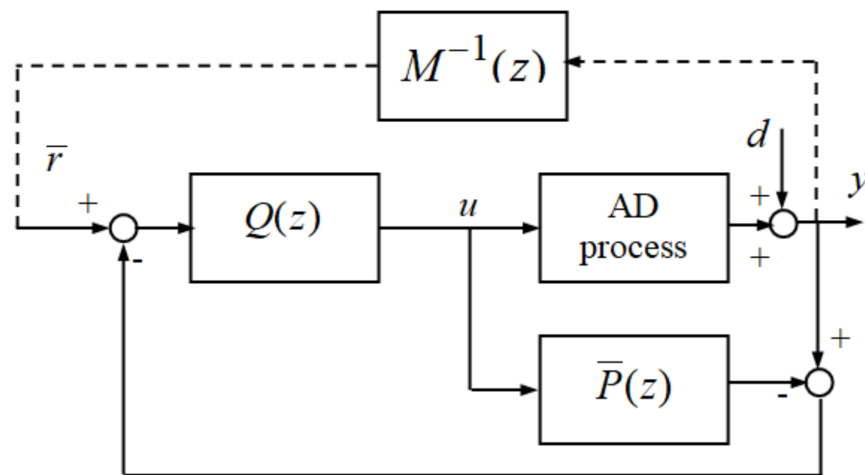 M⁻¹(z)
r̅
d
y
+
Q(z)
u
AD
process
+
+
-
+
P̅(z)
-